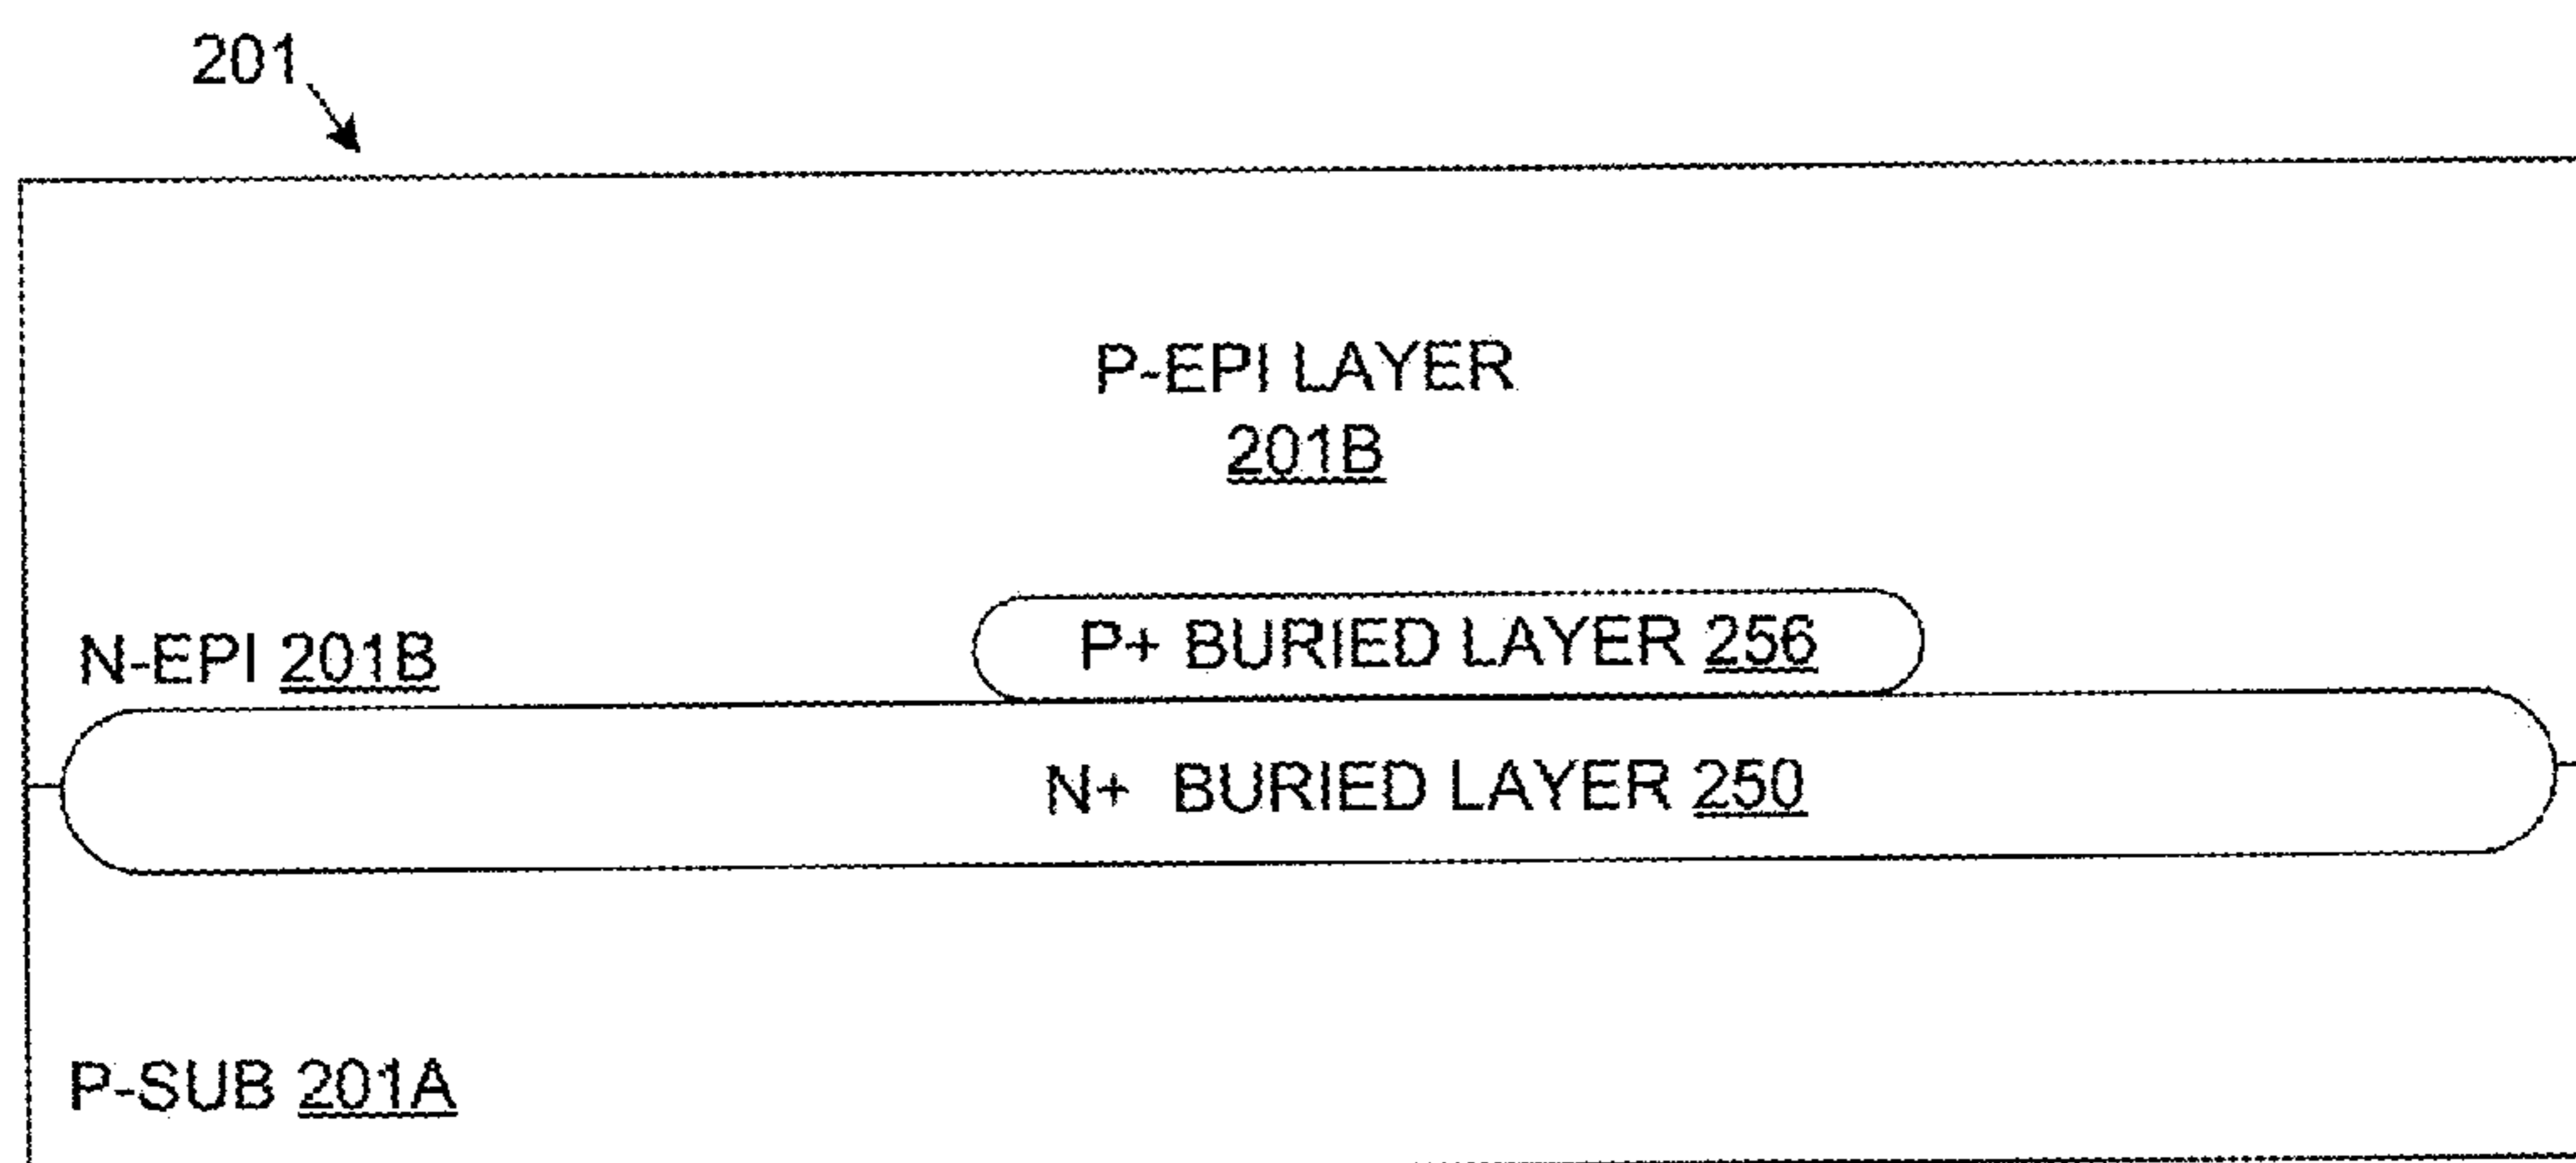 201
P-EPI LAYER
201B
P+ BURIED LAYER 256
N-EPI 201B
N+ BURIED LAYER 250
P-SUB 201A